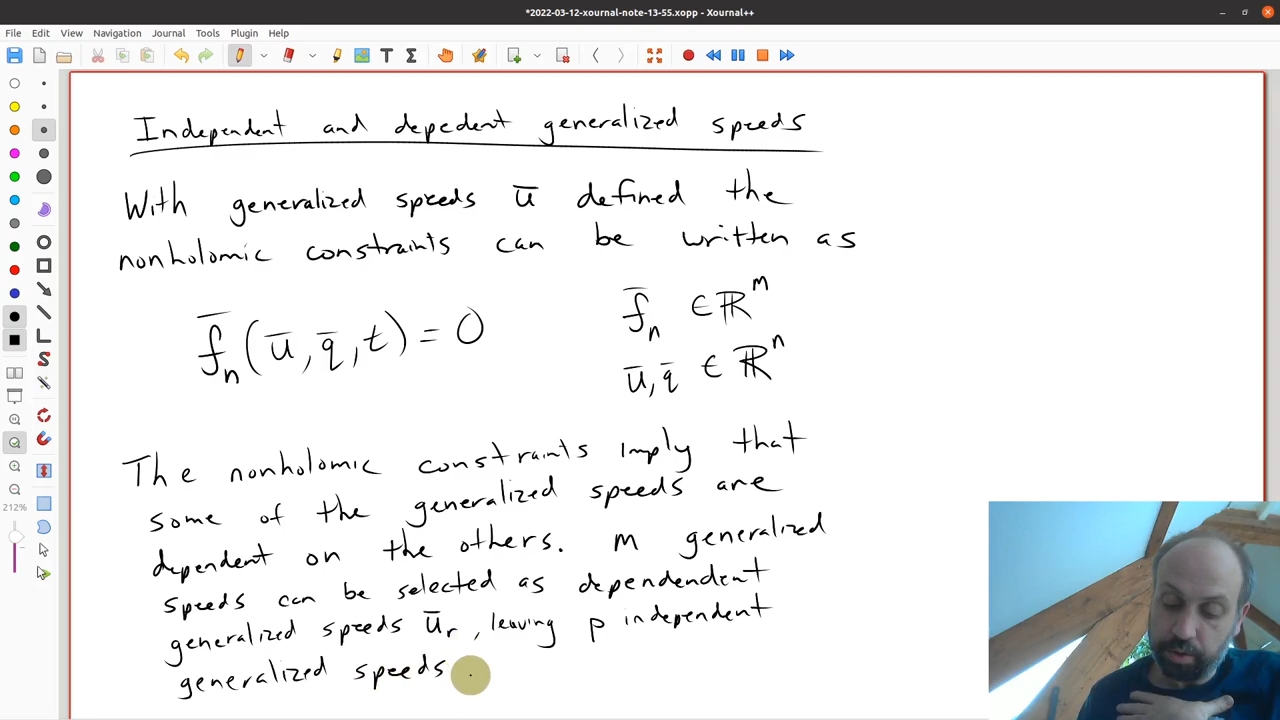 *2022-03-12-xournal-note-13-55.xopp - Xournal++
File Edit View Navigation Journal Tools Plugin Help
212%
Independent and depedent generalized speeds
With generalized speeds ū defined the
nonholomic constraints can be written as
f̄ₙ(ū, q̄, t) = 0
f̄ₙ ∈ ℝᵐ
ū, q̄ ∈ ℝⁿ
The nonholomic constraints imply that
some of the generalized speeds are
dependent on the others. m generalized
speeds can be selected as dependendent
generalized speeds ūᵣ, leaving p independent
generalized speeds